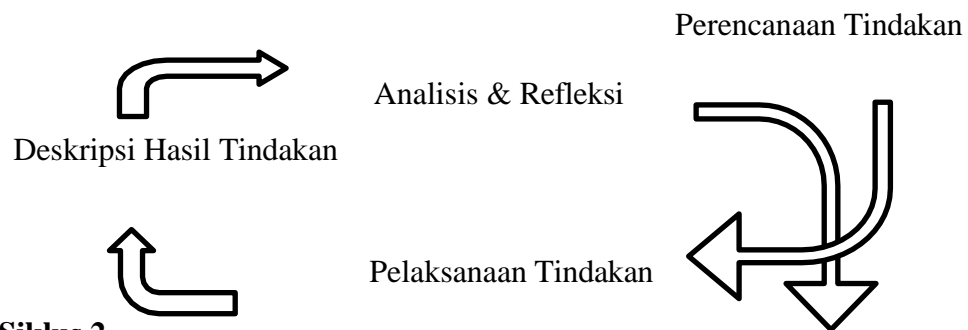 Perencanaan Tindakan
Analisis & Refleksi
Deskripsi Hasil Tindakan
Pelaksanaan Tindakan
Siklus 2